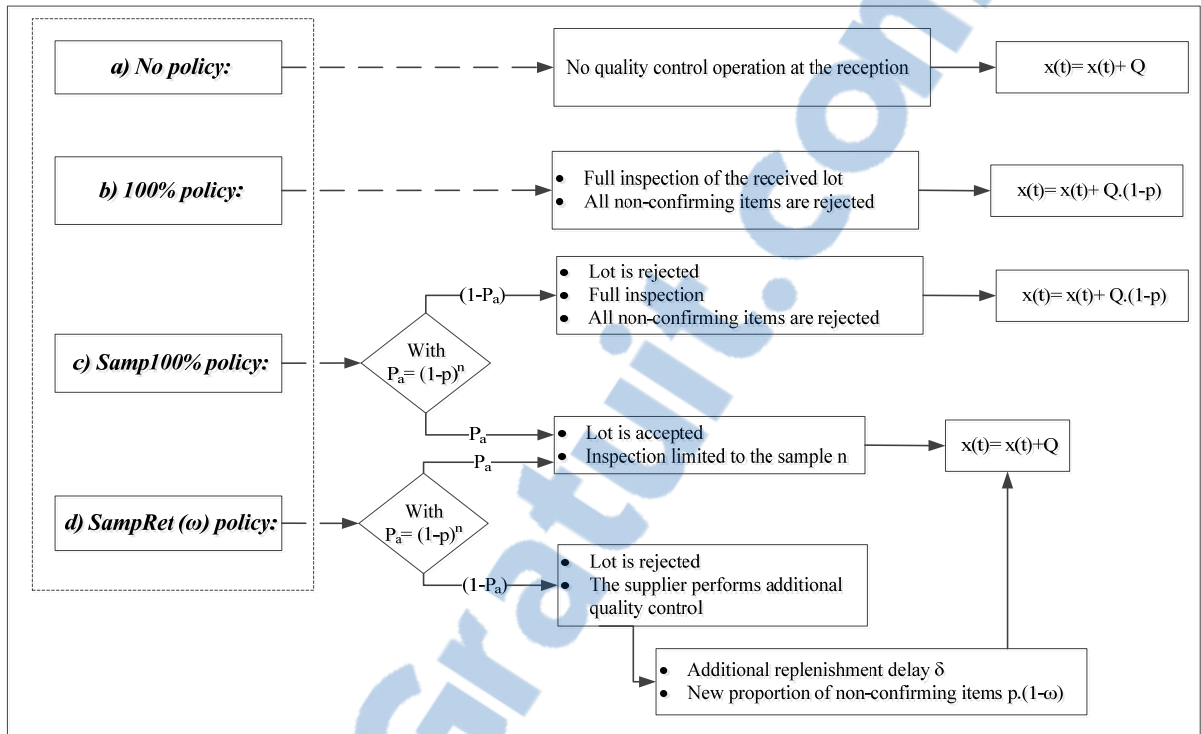 a) No policy:
No quality control operation at the reception
x(t)= x(t)+ Q
b) 100% policy:
• Full inspection of the received lot
• All non-confirming items are rejected
x(t)= x(t)+ Q.(1-p)
c) Samp100% policy:
With
Pₐ= (1-p)ⁿ
(1-Pₐ)
• Lot is rejected
• Full inspection
• All non-confirming items are rejected
x(t)= x(t)+ Q.(1-p)
Pₐ
• Lot is accepted
• Inspection limited to the sample n
x(t)= x(t)+Q
d) SampRet (ω) policy:
With
Pₐ= (1-p)ⁿ
Pₐ
(1-Pₐ)
• Lot is rejected
• The supplier performs additional
quality control
• Additional replenishment delay δ
• New proportion of non-confirming items p.(1-ω)
Gratuit.com